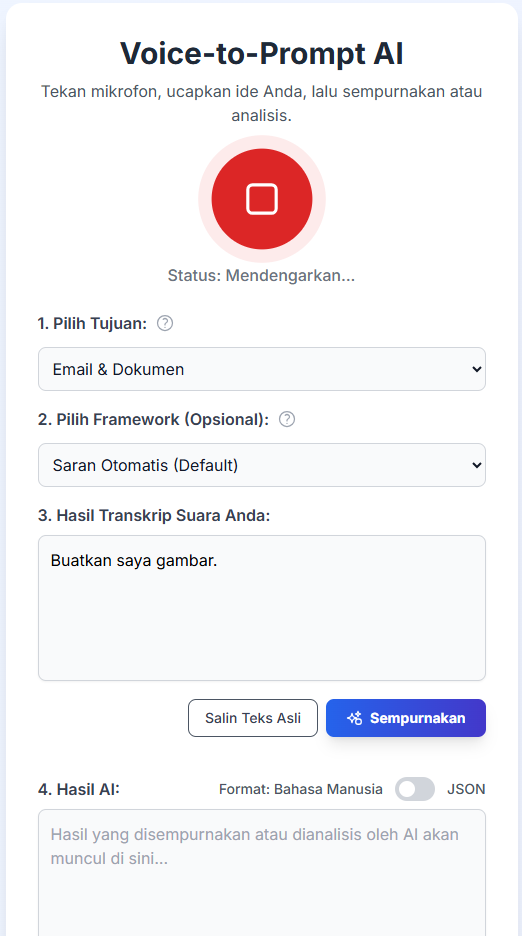 Voice-to-Prompt AI
Tekan mikrofon, ucapkan ide Anda, lalu sempurnakan atau
analisis.
Status: Mendengarkan...
1. Pilih Tujuan: ?
Email & Dokumen
2. Pilih Framework (Opsional): ?
Saran Otomatis (Default)
3. Hasil Transkrip Suara Anda:
Buatkan saya gambar.
Salin Teks Asli Sempurnakan
4. Hasil AI: Format: Bahasa Manusia JSON
Hasil yang disempurnakan atau dianalisis oleh AI akan
muncul di sini...